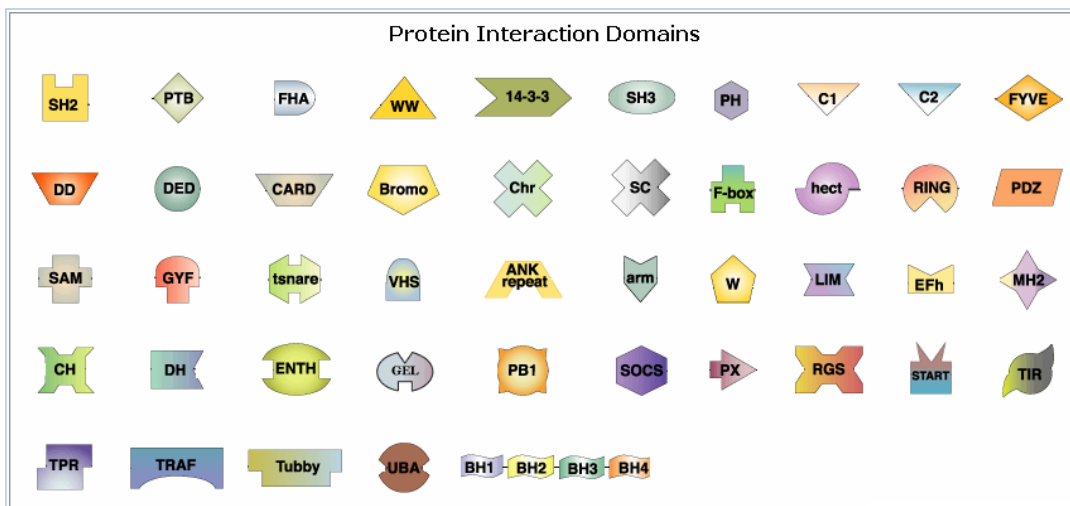 Protein Interaction Domains
SH2 PTB FHA WW 14-3-3 SH3 PH C1 C2 FYVE
DD DED CARD Bromo Chr SC F-box hect RING PDZ
SAM GYF tsnare VHS ANK repeat arm W LIM EFh MH2
CH DH ENTH GEL PB1 SOCS PX RGS START TIR
TPR TRAF Tubby UBA BH1 BH2 BH3 BH4